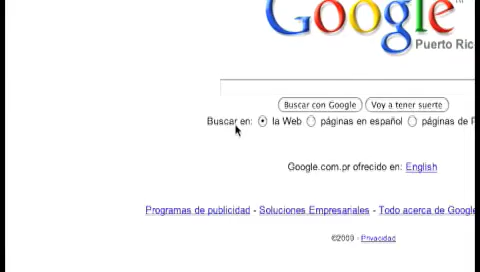 Google
Puerto Ric
Buscar con Google Voy a tener suerte
Buscar en: la Web páginas en español páginas de P
Google.com.pr ofrecido en: English
Programas de publicidad - Soluciones Empresariales - Todo acerca de Google
©2009 - Privacidad